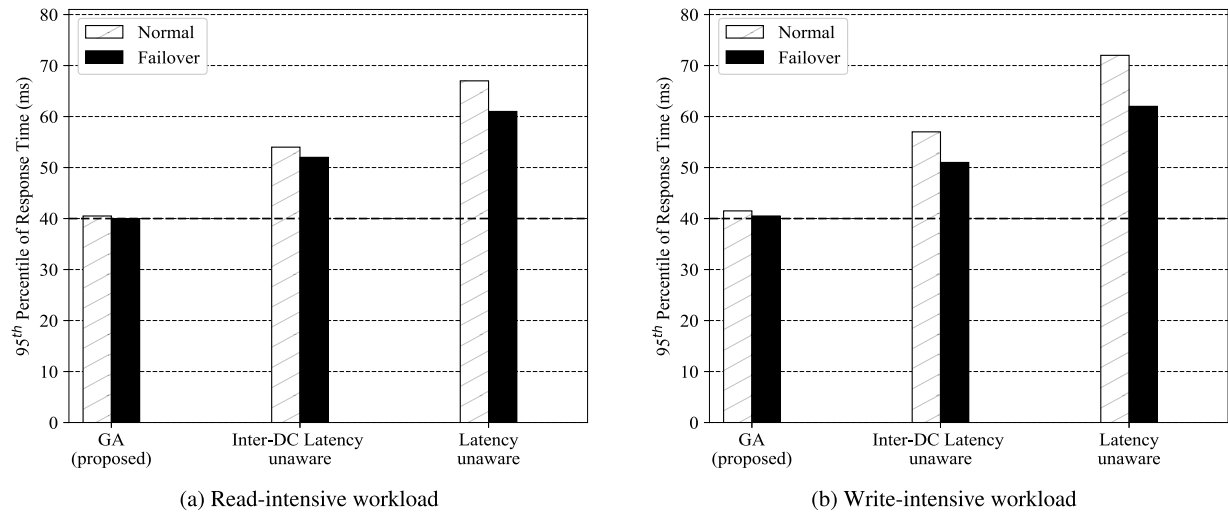 80
70
60
50
40
30
20
10
0
95th Percentile of Response Time (ms)
Normal
Failover
GA
(proposed)
Inter-DC Latency
unaware
Latency
unaware
(a) Read-intensive workload
80
70
60
50
40
30
20
10
0
95th Percentile of Response Time (ms)
Normal
Failover
GA
(proposed)
Inter-DC Latency
unaware
Latency
unaware
(b) Write-intensive workload